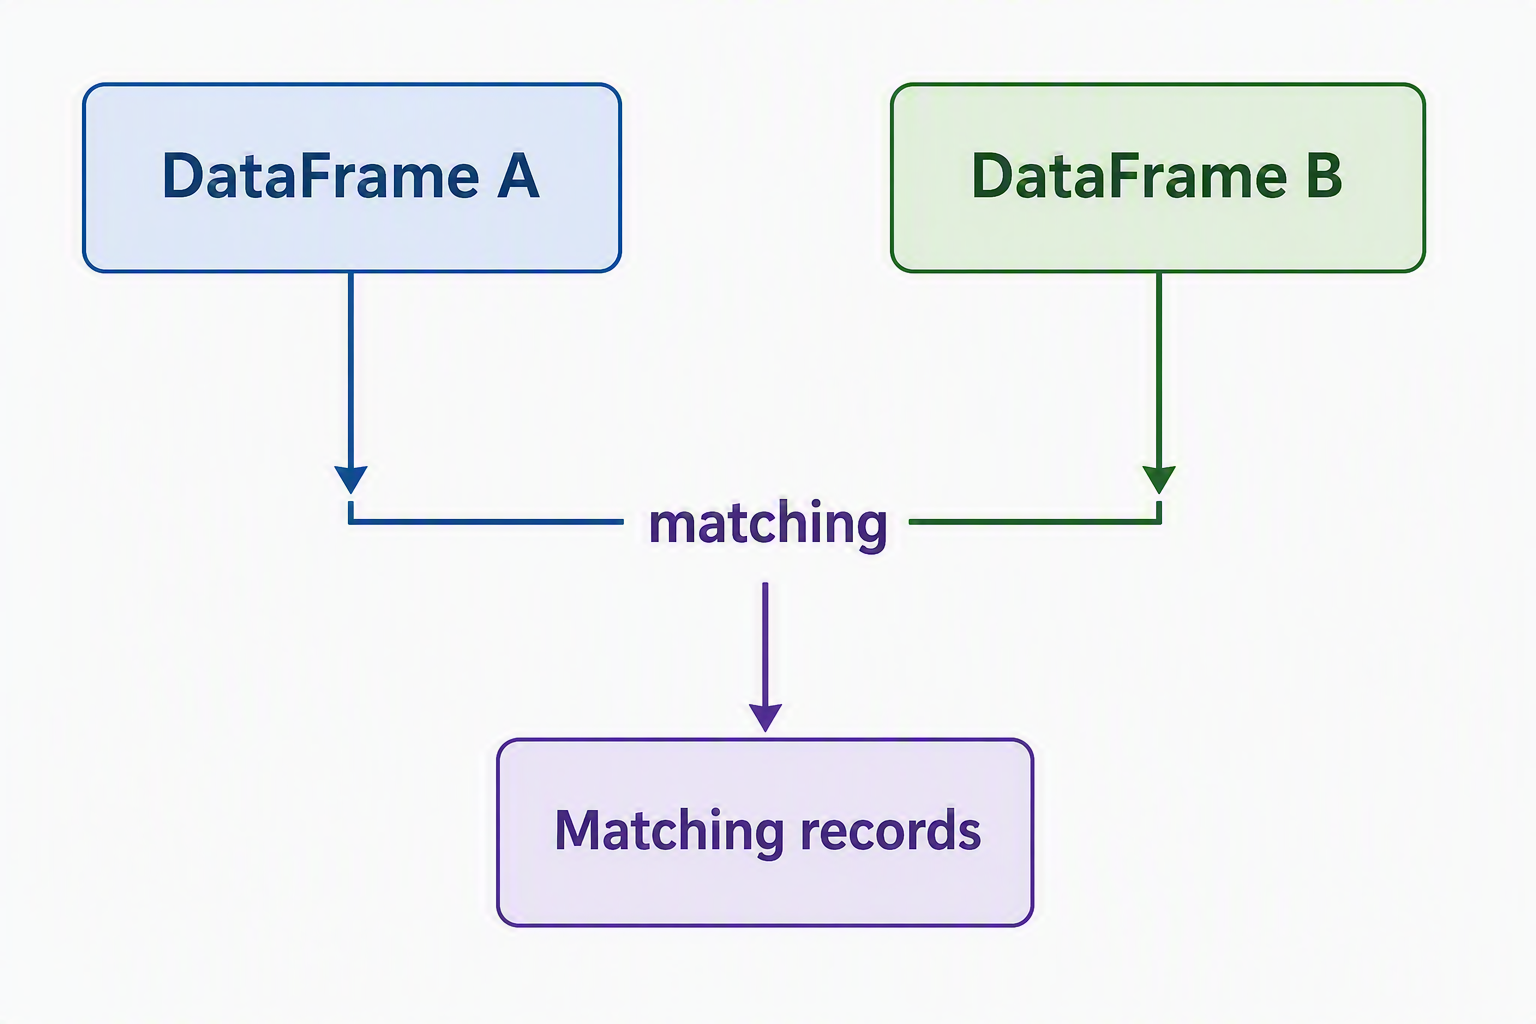 DataFrame A
DataFrame B
matching
Matching records